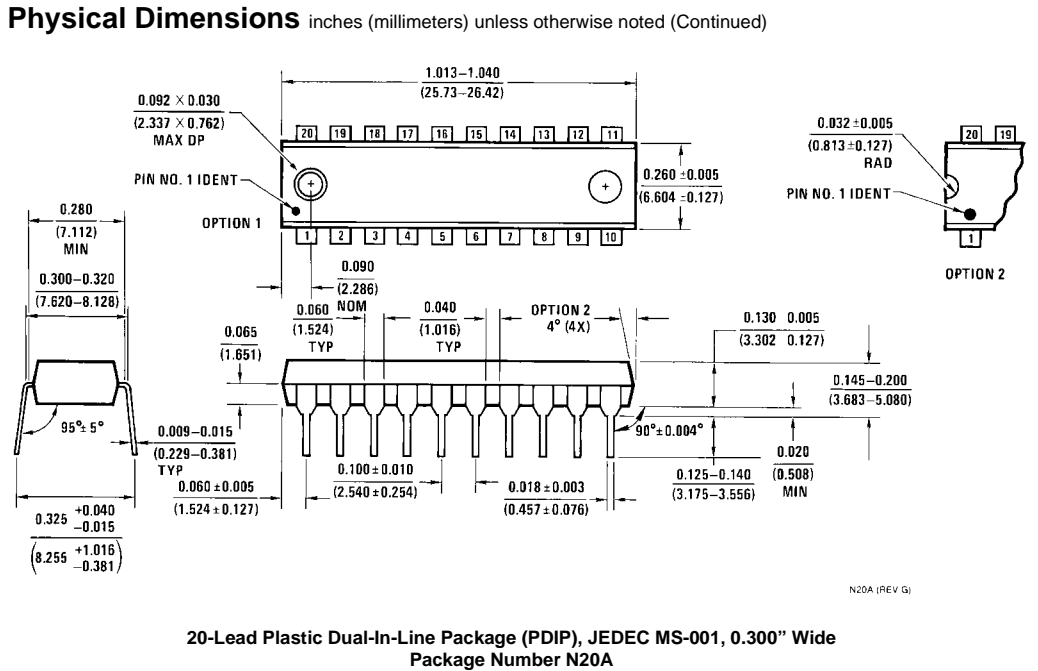 Physical Dimensions inches (millimeters) unless otherwise noted (Continued)
1.013–1.040
(25.73–26.42)
0.092 × 0.030
(2.337 × 0.762)
MAX DP
20 19 18 17 16 15 14 13 12 11
PIN NO. 1 IDENT
OPTION 1
1 2 3 4 5 6 7 8 9 10
0.260 ±0.005
(6.604 ±0.127)
0.032 ±0.005
(0.813 ±0.127)
RAD
20 19
PIN NO. 1 IDENT
1
OPTION 2
0.280
(7.112)
MIN
0.300–0.320
(7.620–8.128)
0.090
(2.286)
NOM
0.060
(1.524)
TYP
0.040
(1.016)
TYP
OPTION 2
4° (4X)
0.065
(1.651)
0.130 0.005
(3.302 0.127)
0.145–0.200
(3.683–5.080)
95°± 5°
90°±0.004°
0.009–0.015
(0.229–0.381)
TYP
0.100 ±0.010
(2.540 ±0.254)
0.018 ±0.003
(0.457 ±0.076)
0.125–0.140
(3.175–3.556)
0.020
(0.508)
MIN
0.060 ±0.005
(1.524 ±0.127)
0.325 +0.040
–0.015
(8.255 +1.016
–0.381)
N20A (REV G)
20-Lead Plastic Dual-In-Line Package (PDIP), JEDEC MS-001, 0.300” Wide
Package Number N20A